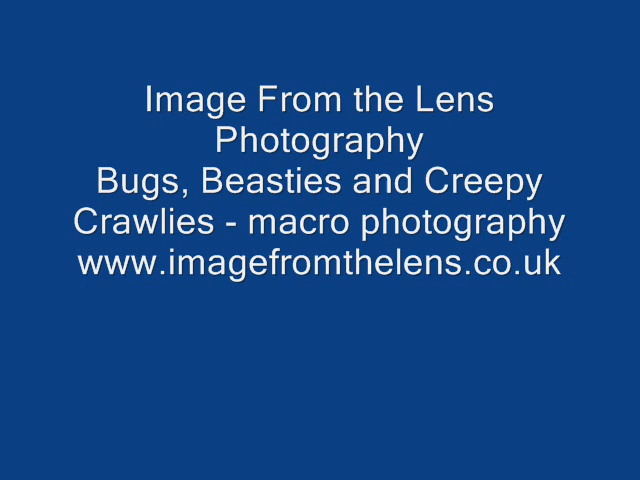 Image From the Lens
Photography
Bugs, Beasties and Creepy
Crawlies - macro photography
www.imagefromthelens.co.uk